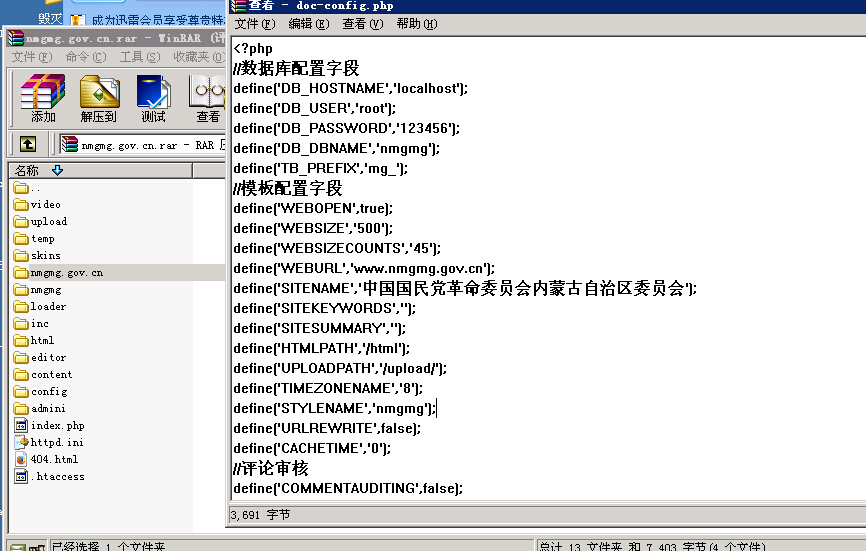 毁灭
成为迅雷会员享受尊贵特
nmgmg.gov.cn.rar - WinRAR (评
文件(F) 命令(C) 工具(S) 收藏夹(O)
添加 解压到 测试 查看
nmgmg.gov.cn.rar - RAR
名称
..
video
upload
temp
skins
nmgmg.gov.cn
nmgmg
loader
inc
html
editor
content
config
admini
index.php
httpd.ini
404.html
.htaccess
已经选择 1 个文件夹
总计 13 文件夹 和 7,403 字节(4 个文件)
查看 - doc-config.php
文件(F) 编辑(E) 查看(V) 帮助(H)
<?php
//数据库配置字段
define('DB_HOSTNAME','localhost');
define('DB_USER','root');
define('DB_PASSWORD','123456');
define('DB_DBNAME','nmgmg');
define('TB_PREFIX','mg_');
//模板配置字段
define('WEBOPEN',true);
define('WEBSIZE','500');
define('WEBSIZECOUNTS','45');
define('WEBURL','www.nmgmg.gov.cn');
define('SITENAME','中国国民党革命委员会内蒙古自治区委员会');
define('SITEKEYWORDS','');
define('SITESUMMARY','');
define('HTMLPATH','/html');
define('UPLOADPATH','/upload/');
define('TIMEZONENAME','8');
define('STYLENAME','nmgmg');
define('URLREWRITE',false);
define('CACHETIME','0');
//评论审核
define('COMMENTAUDITING',false);
3,691 字节